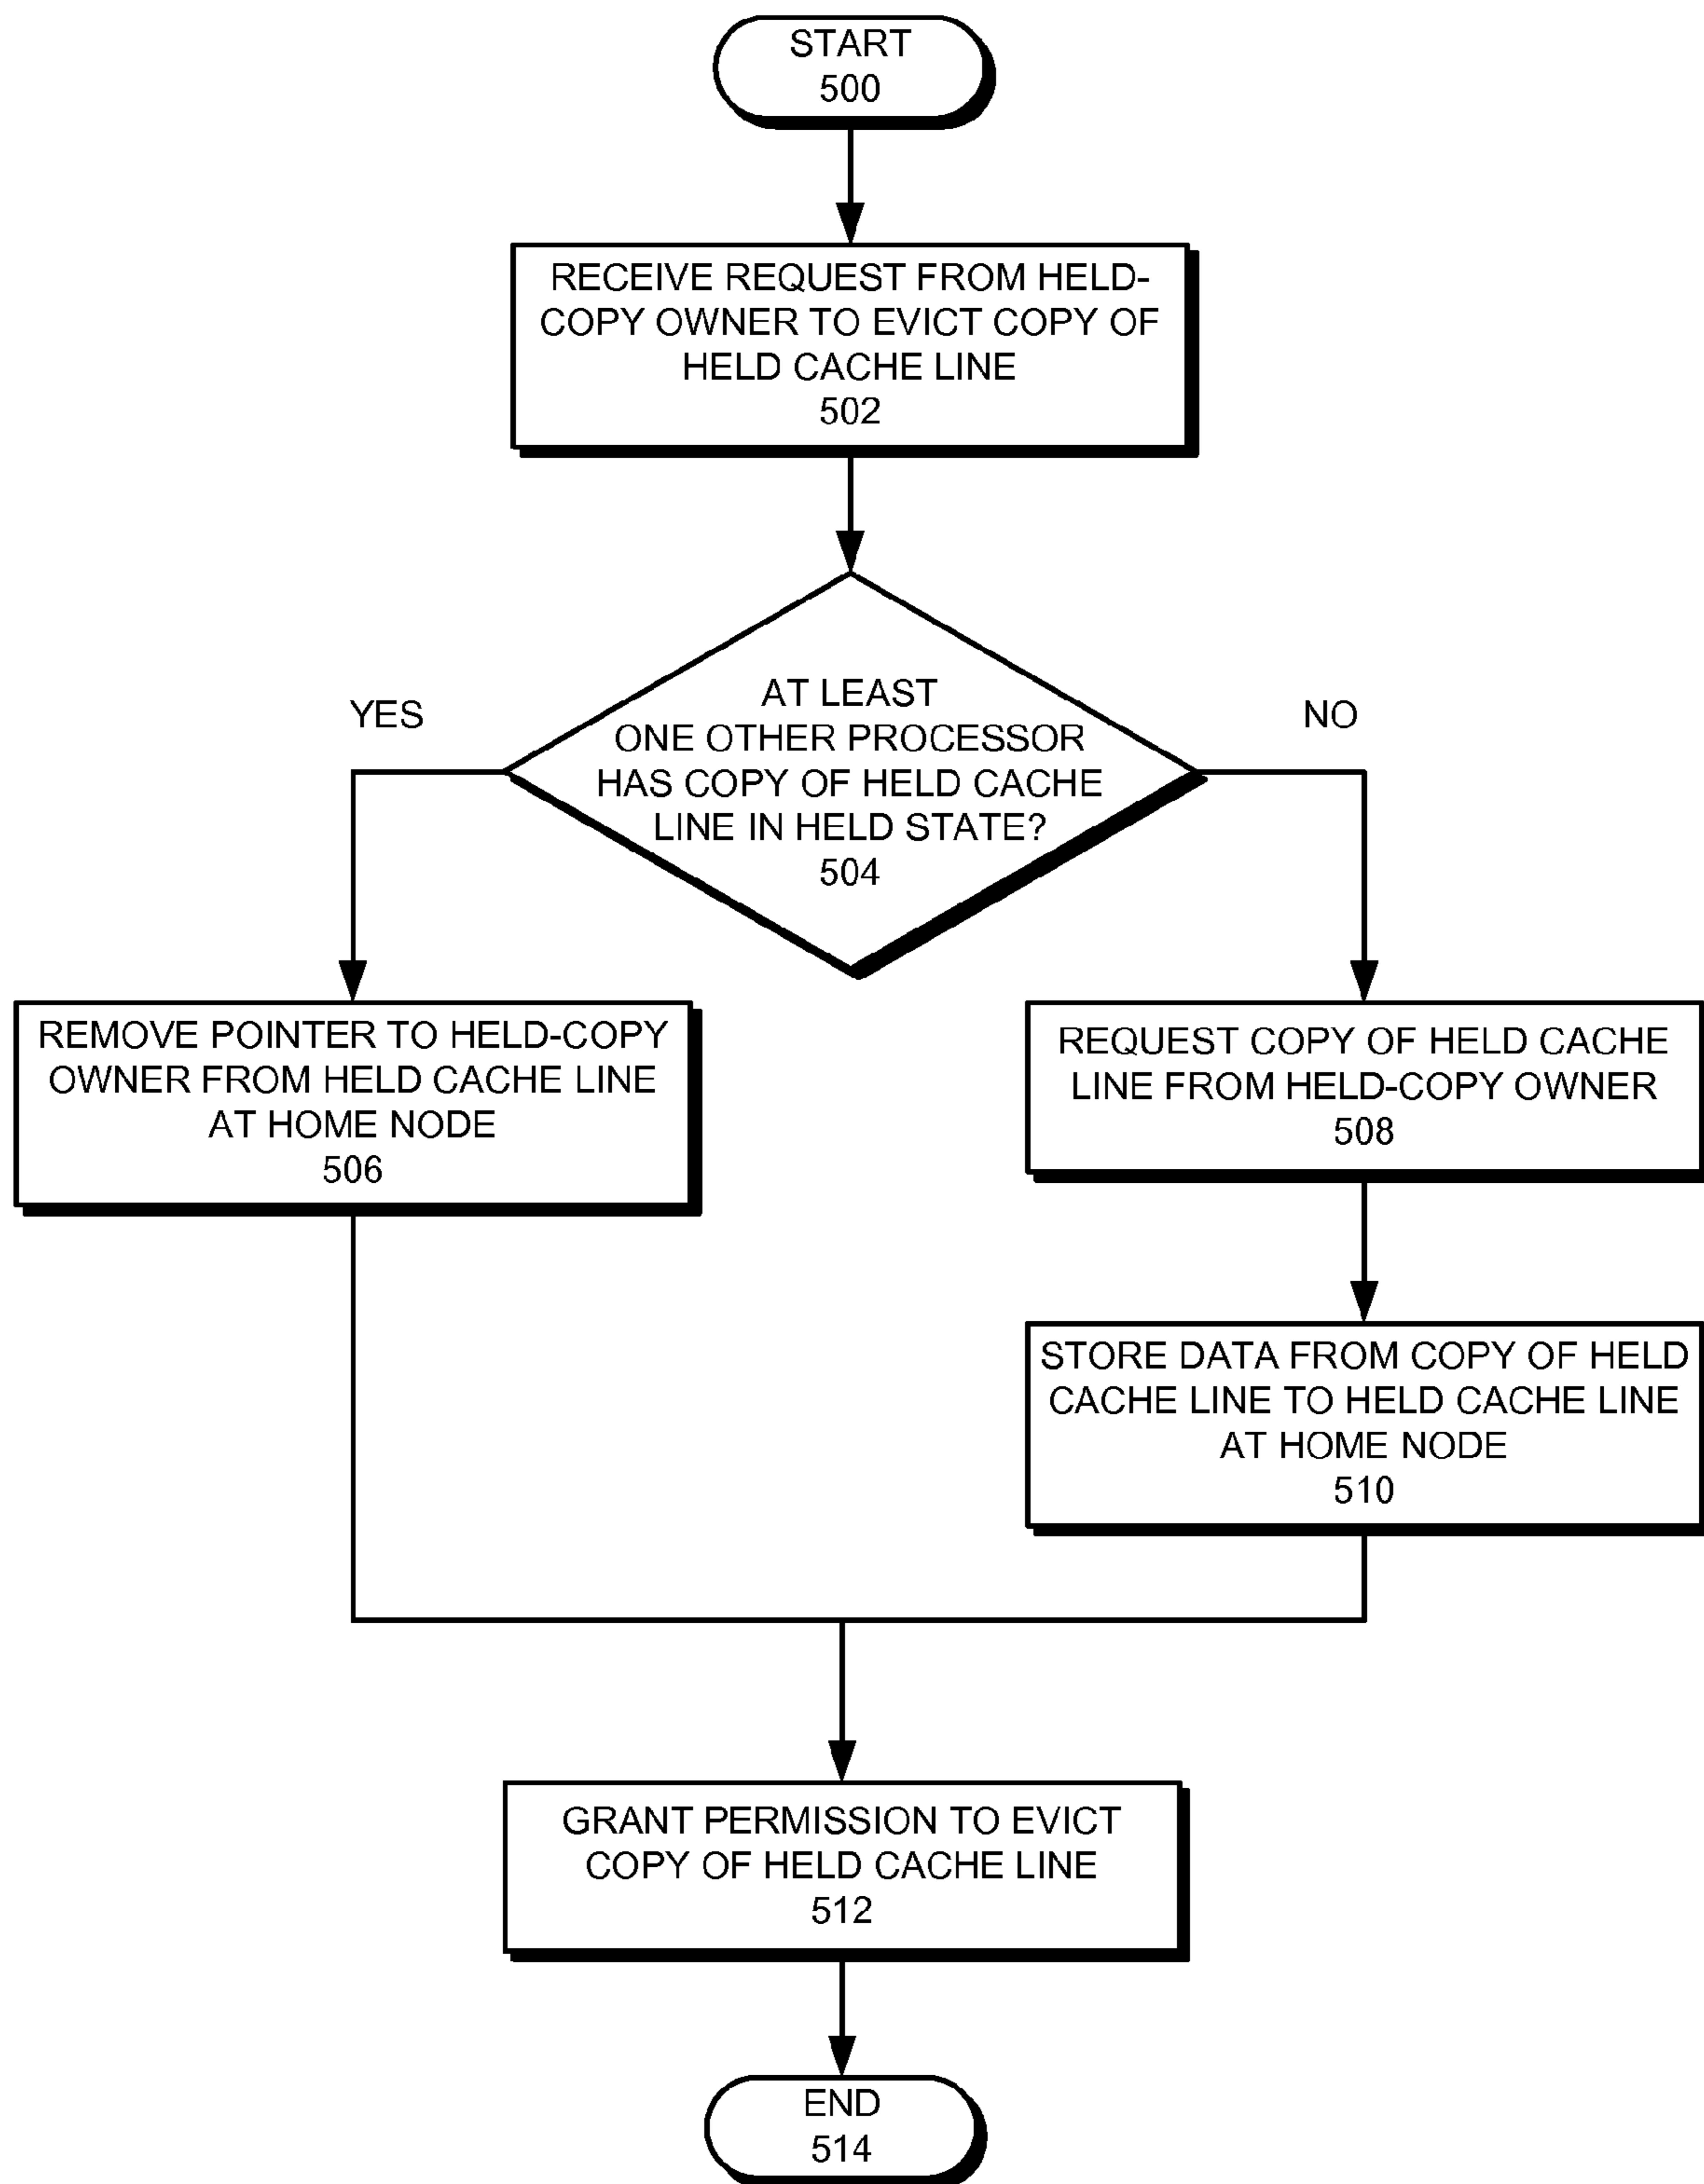 START
500
RECEIVE REQUEST FROM HELD-
COPY OWNER TO EVICT COPY OF
HELD CACHE LINE
502
AT LEAST
ONE OTHER PROCESSOR
HAS COPY OF HELD CACHE
LINE IN HELD STATE?
504
YES
NO
REMOVE POINTER TO HELD-COPY
OWNER FROM HELD CACHE LINE
AT HOME NODE
506
REQUEST COPY OF HELD CACHE
LINE FROM HELD-COPY OWNER
508
STORE DATA FROM COPY OF HELD
CACHE LINE TO HELD CACHE LINE
AT HOME NODE
510
GRANT PERMISSION TO EVICT
COPY OF HELD CACHE LINE
512
END
514